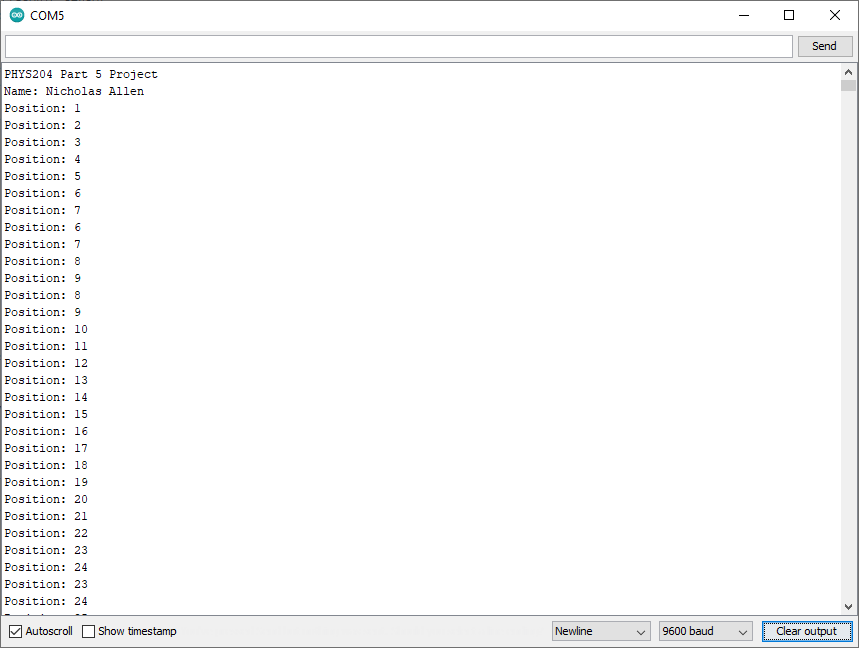 COM5
Send
PHYS204 Part 5 Project
Name: Nicholas Allen
Position: 1
Position: 2
Position: 3
Position: 4
Position: 5
Position: 6
Position: 7
Position: 6
Position: 7
Position: 8
Position: 9
Position: 8
Position: 9
Position: 10
Position: 11
Position: 12
Position: 13
Position: 14
Position: 15
Position: 16
Position: 17
Position: 18
Position: 19
Position: 20
Position: 21
Position: 22
Position: 23
Position: 24
Position: 23
Position: 24
Autoscroll Show timestamp Newline 9600 baud Clear output